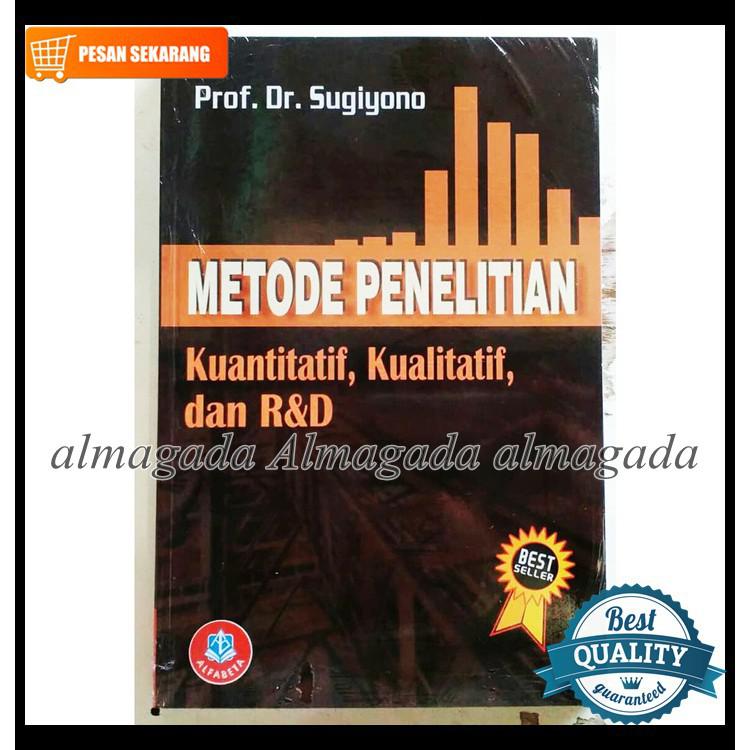 PESAN SEKARANG
Prof. Dr. Sugiyono
METODE PENELITIAN
Kuantitatif, Kualitatif,
dan R&D
almagada Almagada almagada
BEST
SELLER
ALFABETA
Best
QUALITY
guaranteed